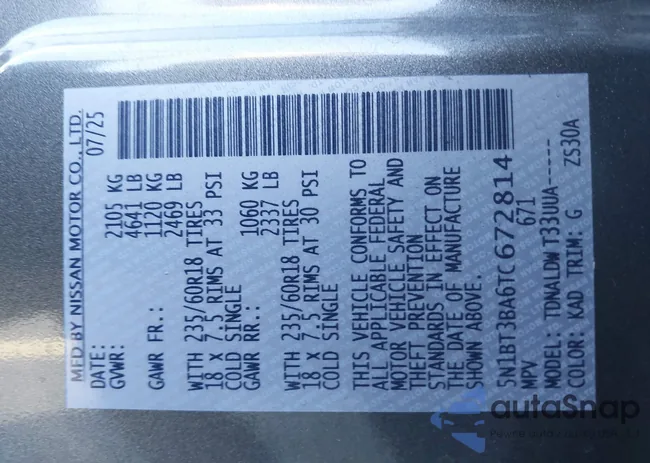 MFD BY NISSAN MOTOR CO., LTD.
DATE: 07/25
GVWR: 2105 KG
4641 LB
GAWR FR.: 1120 KG
2469 LB
WITH 235/60R18 TIRES
18 X 7.5 RIMS AT 33 PSI
COLD SINGLE
GAWR RR.: 1060 KG
2337 LB
WITH 235/60R18 TIRES
18 X 7.5 RIMS AT 30 PSI
COLD SINGLE
THIS VEHICLE CONFORMS TO
ALL APPLICABLE FEDERAL
MOTOR VEHICLE SAFETY AND
THEFT PREVENTION
STANDARDS IN EFFECT ON
THE DATE OF MANUFACTURE
SHOWN ABOVE.
5N1BT3BA6TC672814
MPV 671
MODEL: TDNALDW T33UUA-----
COLOR: KAD TRIM: G ZS30A
autoSnap